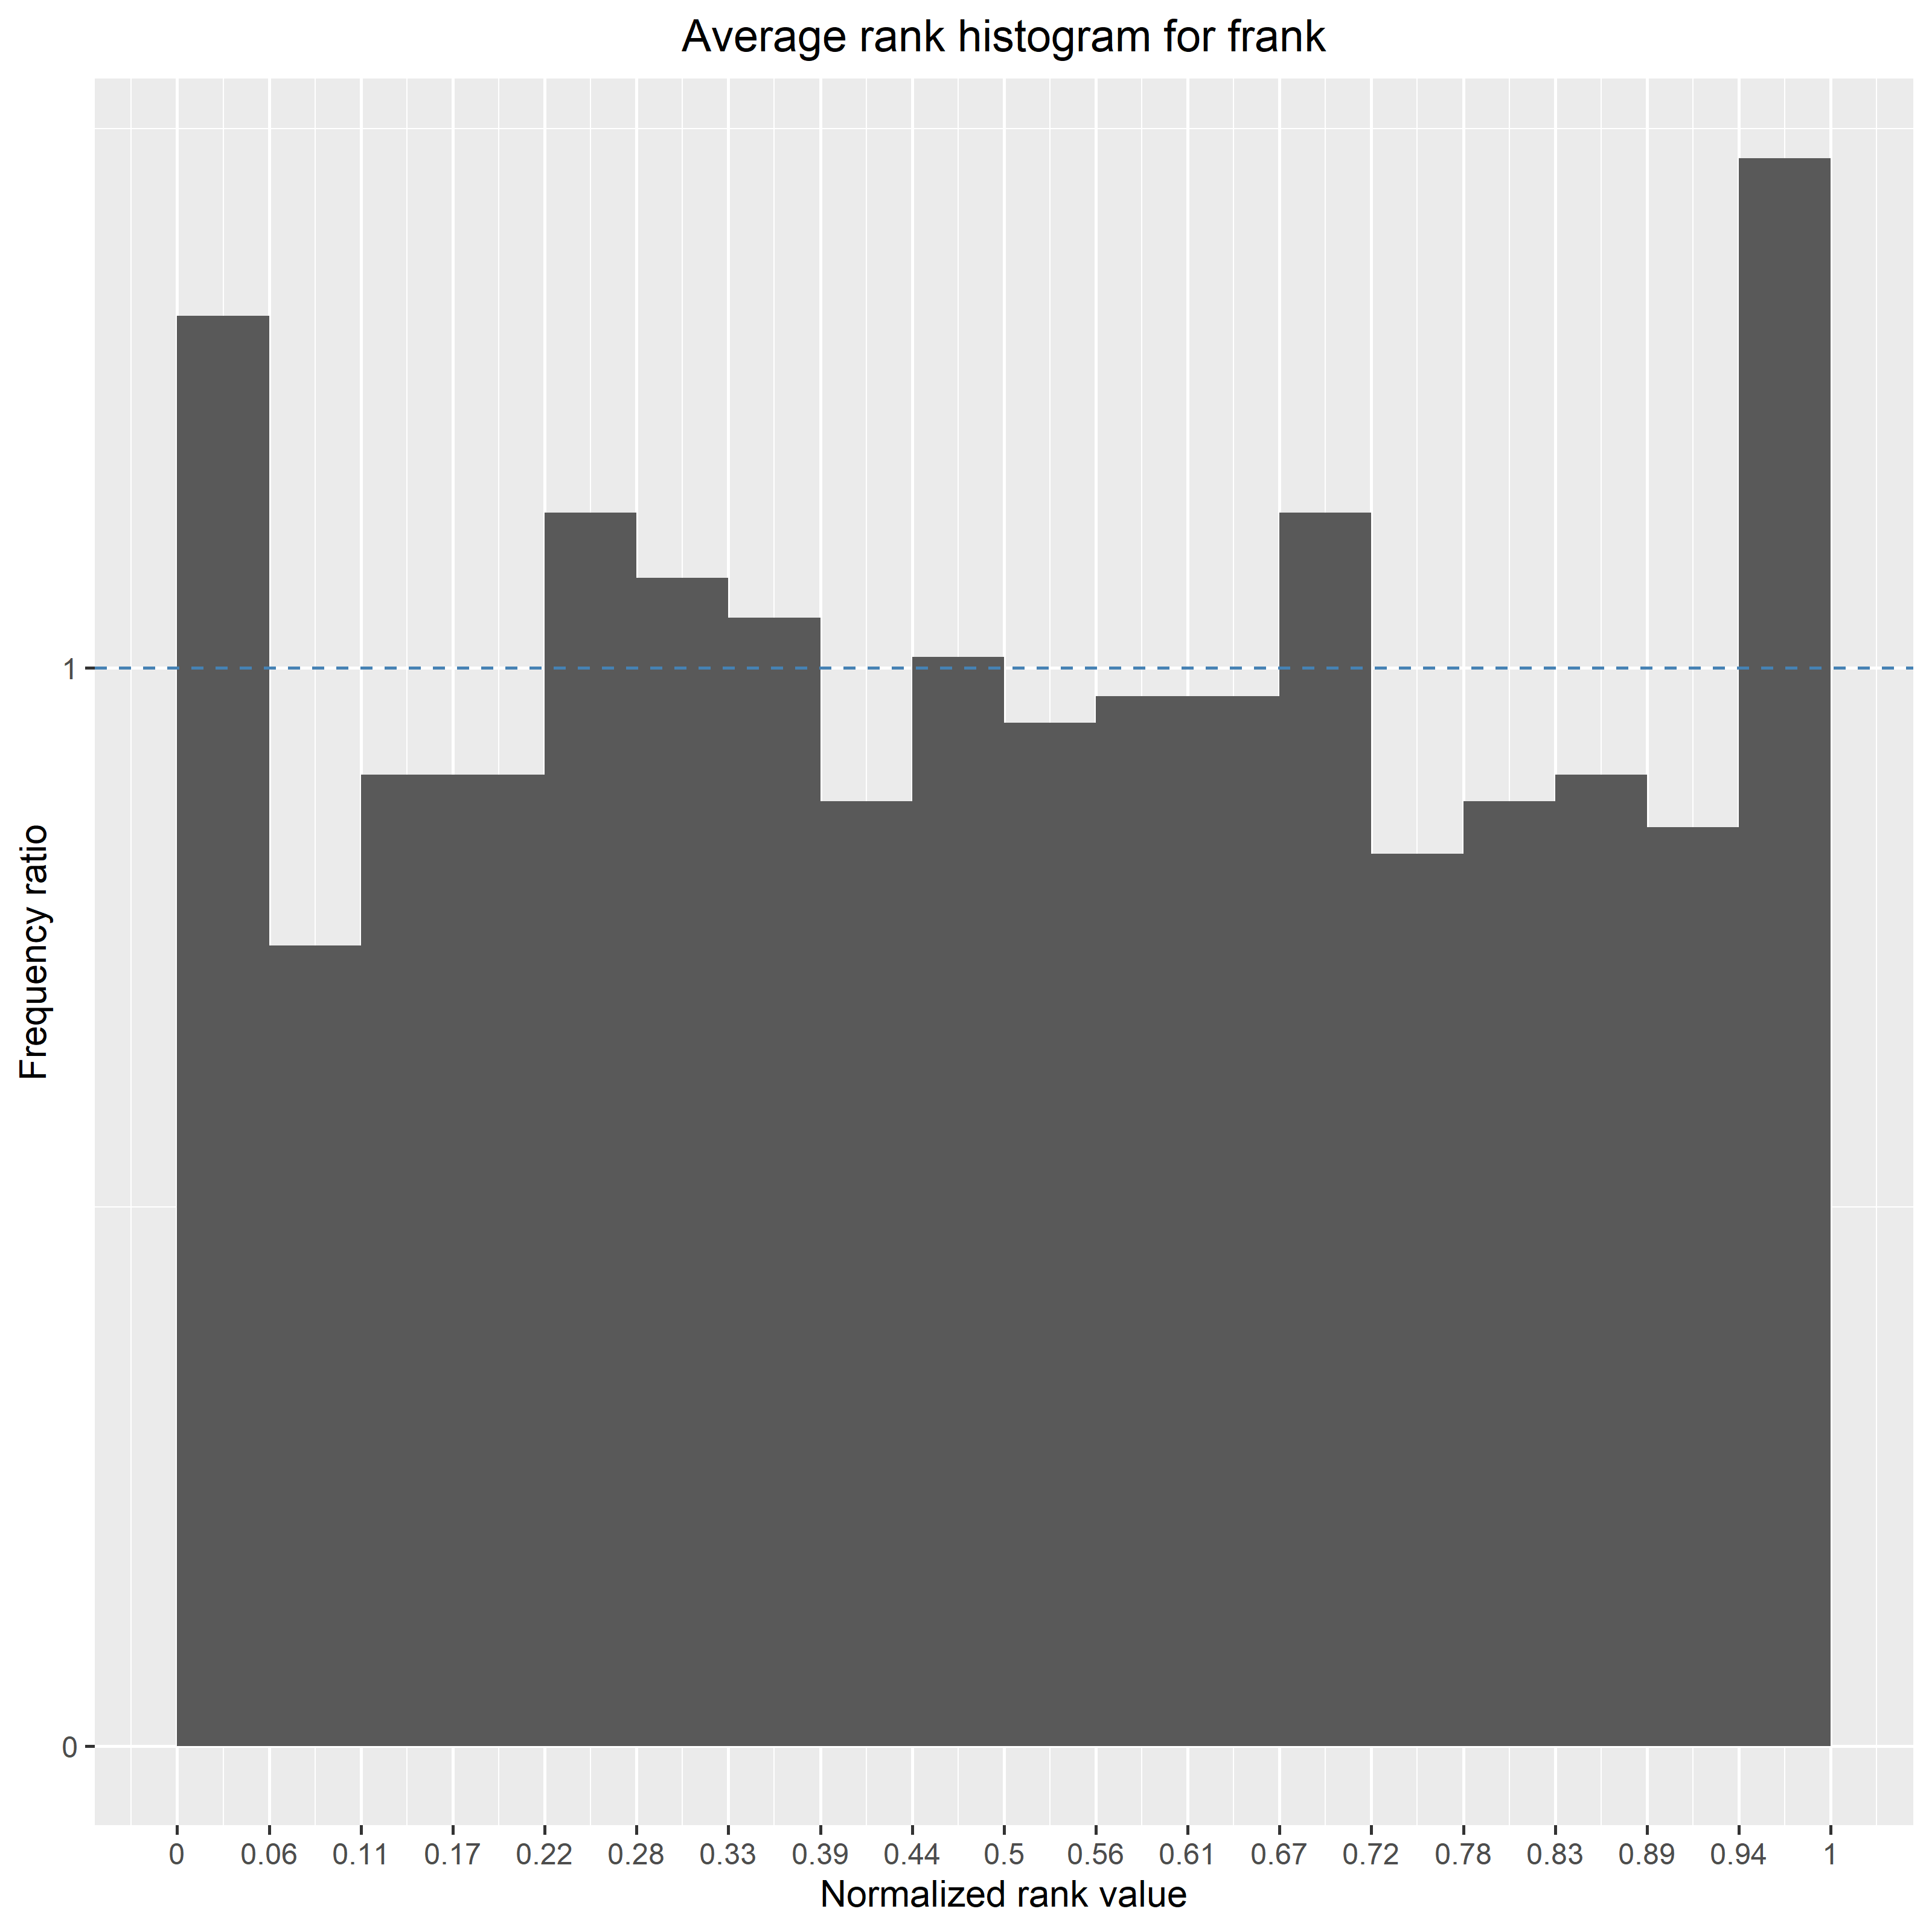 Average rank histogram for frank
Frequency ratio
1
0
0 0.06 0.11 0.17 0.22 0.28 0.33 0.39 0.44 0.5 0.56 0.61 0.67 0.72 0.78 0.83 0.89 0.94 1
Normalized rank value